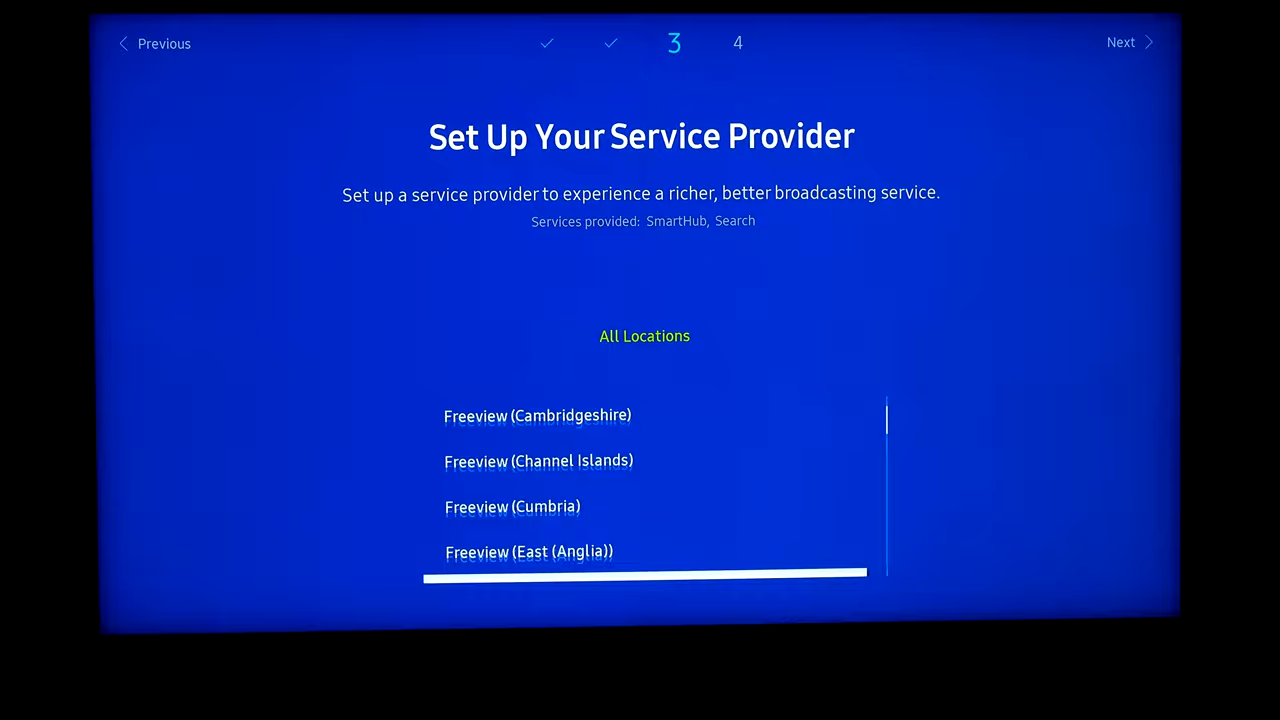 Previous
3
4
Next
Set Up Your Service Provider
Set up a service provider to experience a richer, better broadcasting service.
Services provided: SmartHub, Search
All Locations
Freeview (Cambridgeshire)
Freeview (Channel Islands)
Freeview (Cumbria)
Freeview (East (Anglia))